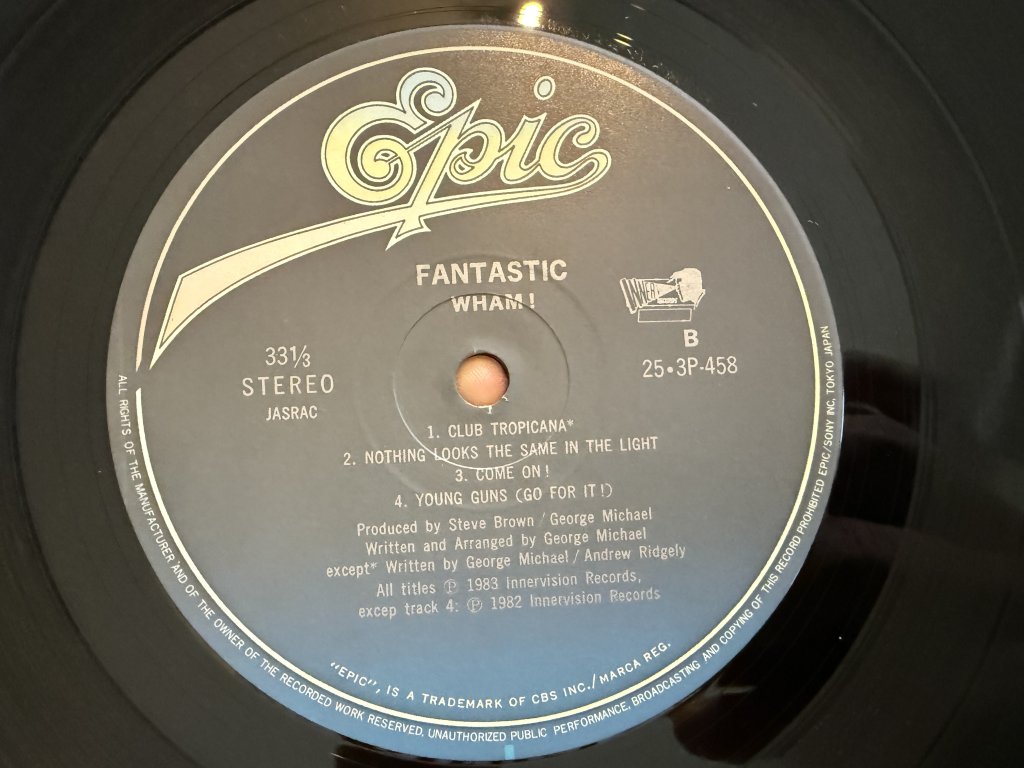 Epic
FANTASTIC
WHAM!
INNER
RECORDS
B
25•3P-458
33⅓
STEREO
JASRAC
1. CLUB TROPICANA*
2. NOTHING LOOKS THE SAME IN THE LIGHT
3. COME ON!
4. YOUNG GUNS (GO FOR IT!)
Produced by Steve Brown / George Michael
Written and Arranged by George Michael
except* Written by George Michael / Andrew Ridgely
All titles ℗ 1983 Innervision Records,
excep track 4: ℗ 1982 Innervision Records
"EPIC", IS A TRADEMARK OF CBS INC./MARCA REG.
ALL RIGHTS OF THE MANUFACTURER AND OF THE OWNER OF THE RECORDED WORK RESERVED, UNAUTHORIZED PUBLIC PERFORMANCE, BROADCASTING AND COPYING OF THIS RECORD PROHIBITED EPIC/SONY INC. TOKYO JAPAN